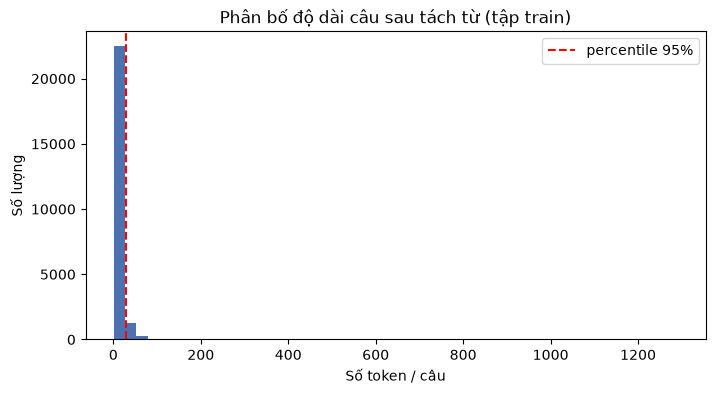 Phân bố độ dài câu sau tách từ (tập train)
percentile 95%
Số lượng
20000
15000
10000
5000
0
0 200 400 600 800 1000 1200
Số token / câu